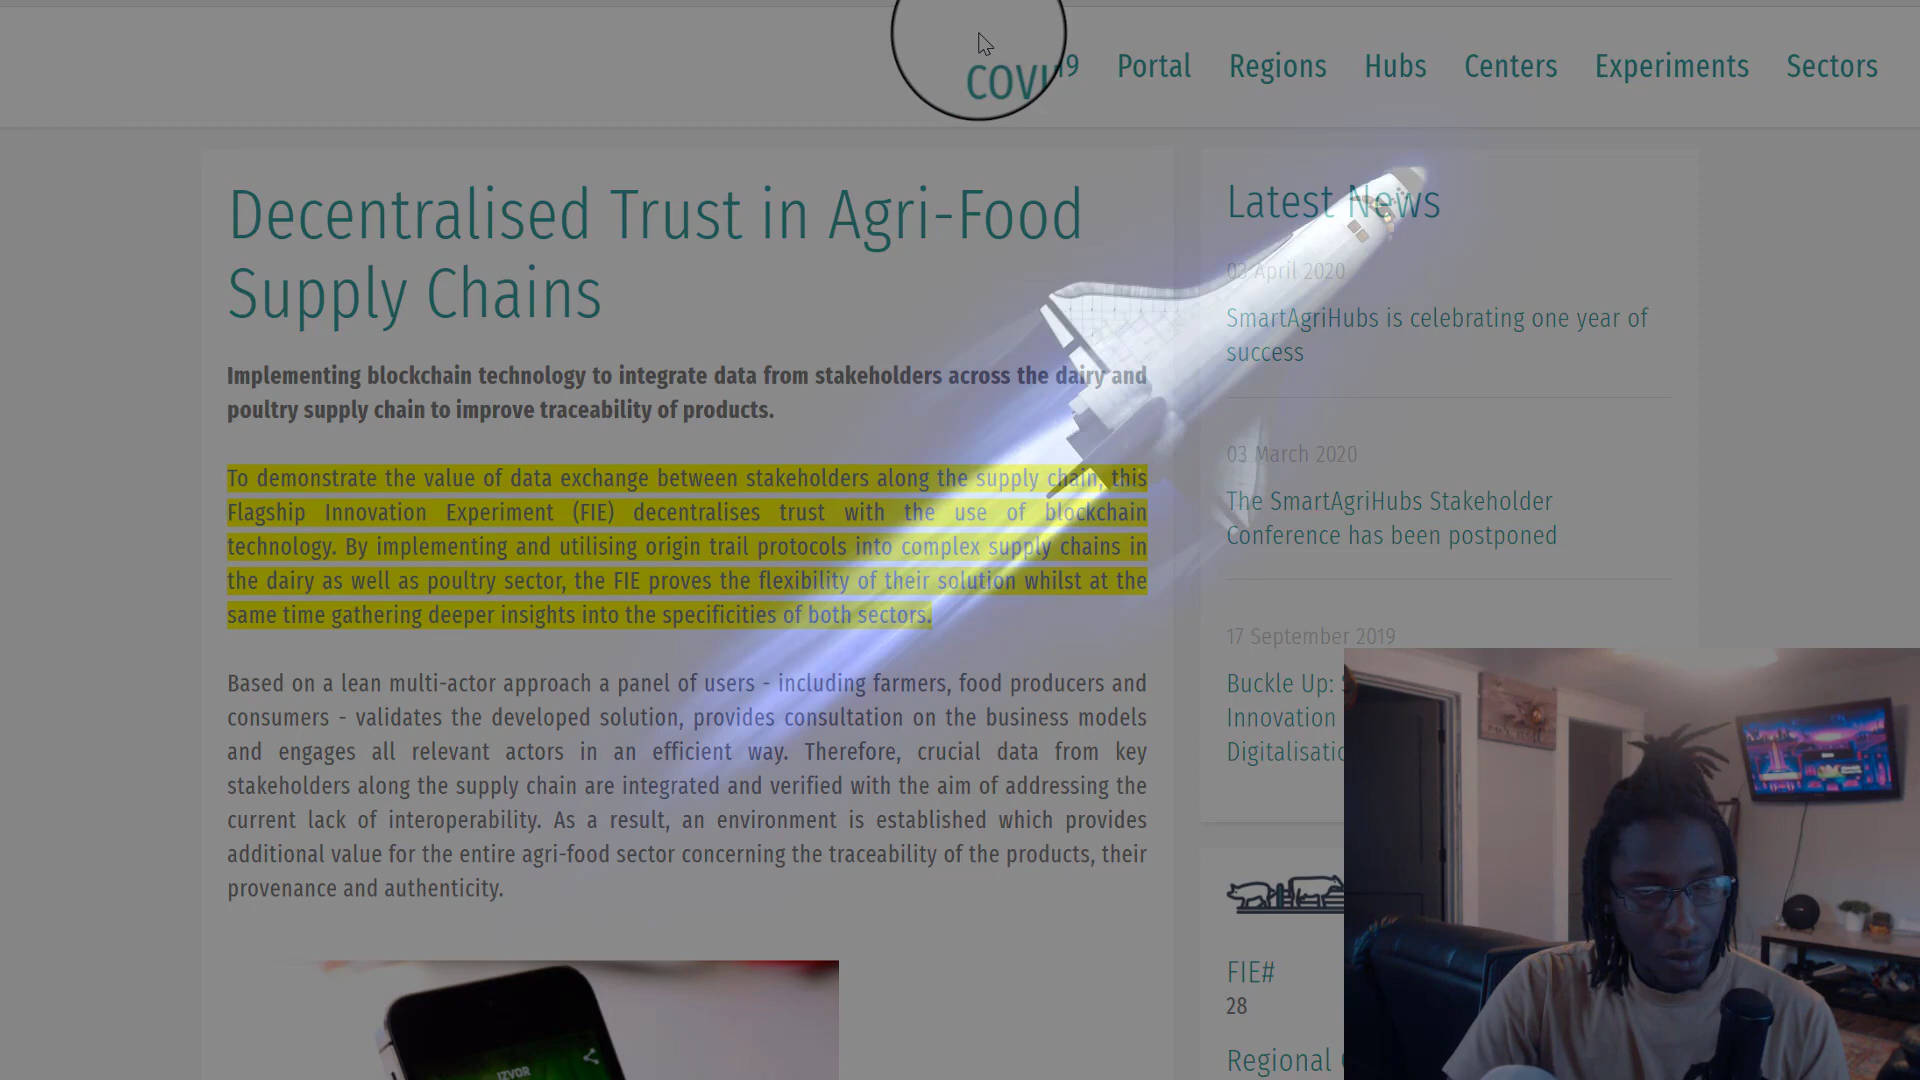 COVI 19 Portal Regions Hubs Centers Experiments Sectors
Decentralised Trust in Agri-Food
Supply Chains
Implementing blockchain technology to integrate data from stakeholders across the dairy and
poultry supply chain to improve traceability of products.
To demonstrate the value of data exchange between stakeholders along the supply chain, this
Flagship Innovation Experiment (FIE) decentralises trust with the use of blockchain
technology. By implementing and utilising origin trail protocols into complex supply chains in
the dairy as well as poultry sector, the FIE proves the flexibility of their solution whilst at the
same time gathering deeper insights into the specificities of both sectors.
Based on a lean multi-actor approach a panel of users - including farmers, food producers and
consumers - validates the developed solution, provides consultation on the business models
and engages all relevant actors in an efficient way. Therefore, crucial data from key
stakeholders along the supply chain are integrated and verified with the aim of addressing the
current lack of interoperability. As a result, an environment is established which provides
additional value for the entire agri-food sector concerning the traceability of the products, their
provenance and authenticity.
IZVOR
Latest News
03 April 2020
SmartAgriHubs is celebrating one year of
success
03 March 2020
The SmartAgriHubs Stakeholder
Conference has been postponed
17 September 2019
Buckle Up:
Innovation
Digitalisatio
FIE#
28
Regional